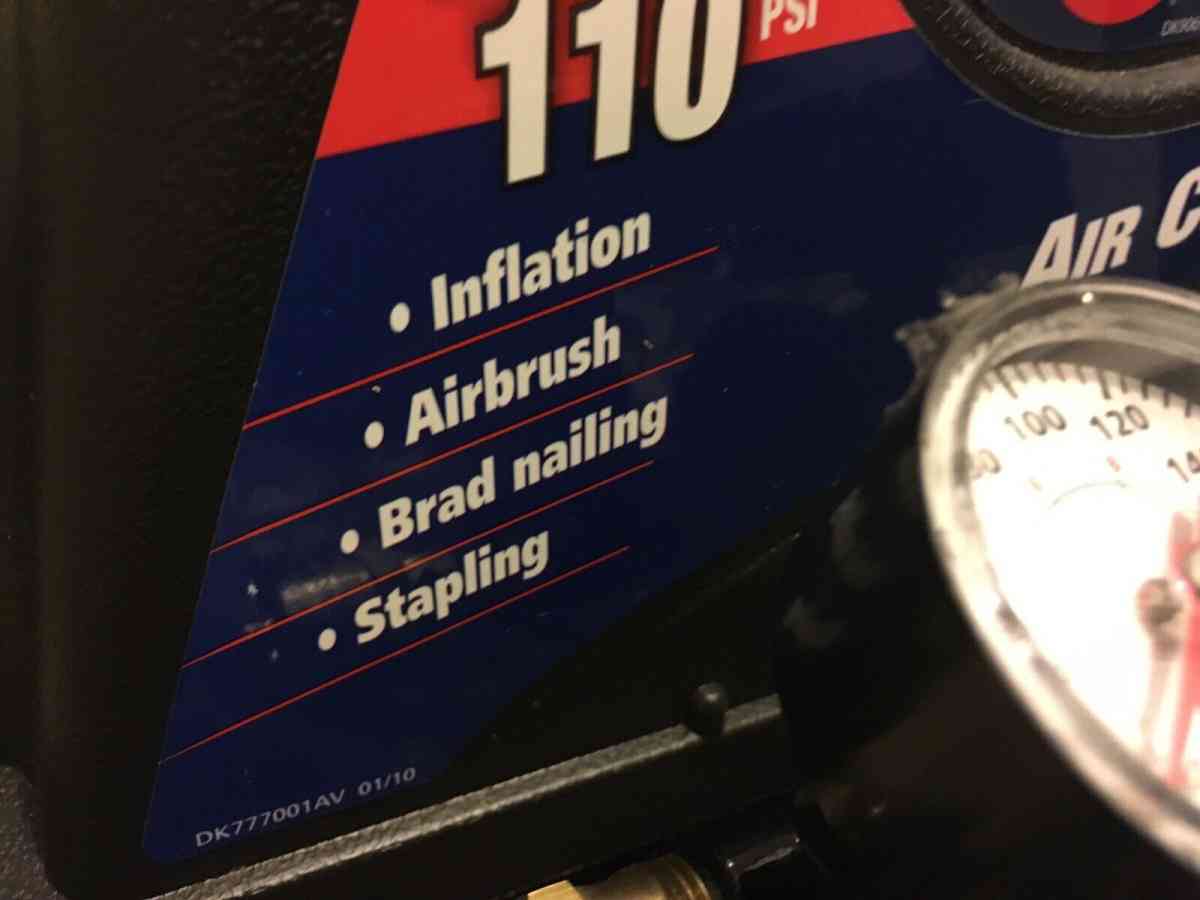 110 PSI
• Inflation
• Airbrush
• Brad nailing
• Stapling
DK777001AV 01/10
AIR
100
120